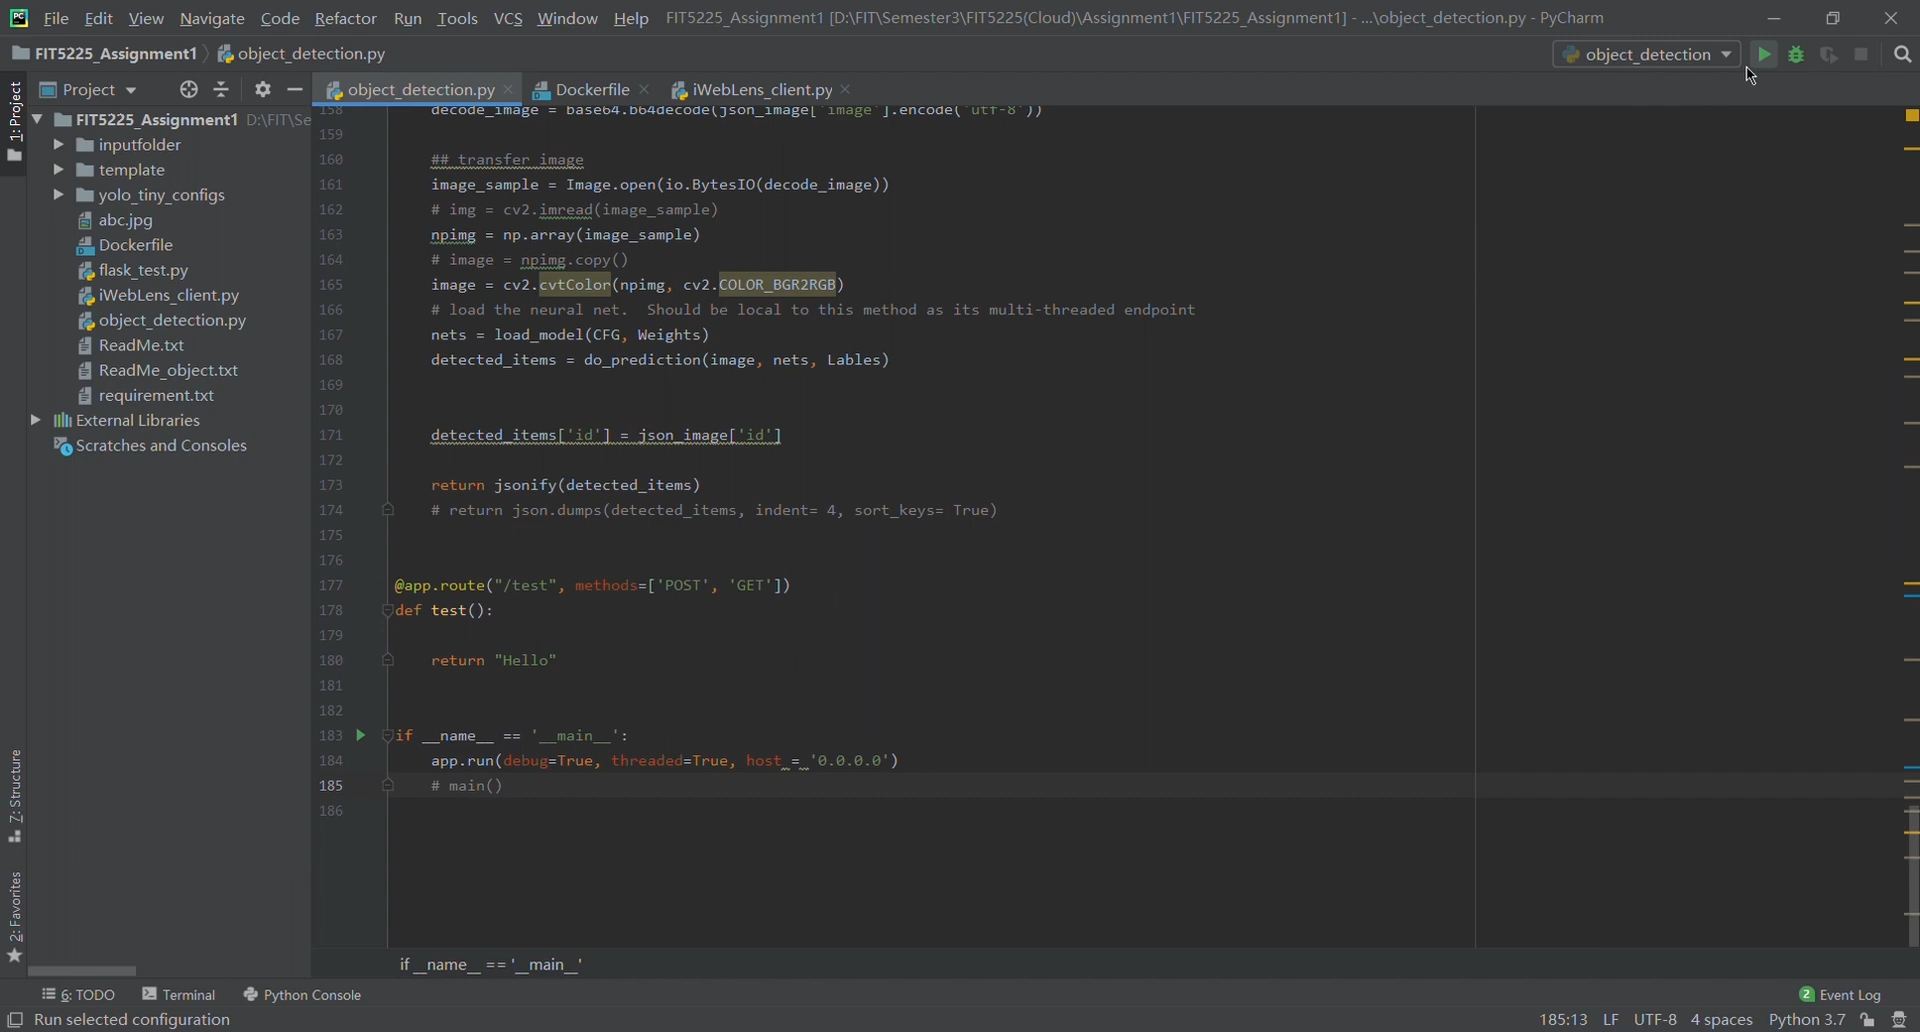 PC File Edit View Navigate Code Refactor Run Tools VCS Window Help FIT5225_Assignment1 [D:\FIT\Semester3\FIT5225(Cloud)\Assignment1\FIT5225_Assignment1] - ...\object_detection.py - PyCharm
FIT5225_Assignment1 object_detection.py object_detection
Project object_detection.py Dockerfile iWebLens_client.py
1: Project
FIT5225_Assignment1 D:\FIT\Se
inputfolder
template
yolo_tiny_configs
abc.jpg
Dockerfile
flask_test.py
iWebLens_client.py
object_detection.py
ReadMe.txt
ReadMe_object.txt
requirement.txt
External Libraries
Scratches and Consoles
7: Structure
2: Favorites
158 decode_image = base64.b64decode(json_image['image'].encode('utf-8'))
159
160 ## transfer image
161 image_sample = Image.open(io.BytesIO(decode_image))
162 # img = cv2.imread(image_sample)
163 npimg = np.array(image_sample)
164 # image = npimg.copy()
165 image = cv2.cvtColor(npimg, cv2.COLOR_BGR2RGB)
166 # load the neural net.  Should be local to this method as its multi-threaded endpoint
167 nets = load_model(CFG, Weights)
168 detected_items = do_prediction(image, nets, Lables)
169
170
171 detected_items['id'] = json_image['id']
172
173 return jsonify(detected_items)
174 # return json.dumps(detected_items, indent= 4, sort_keys= True)
175
176
177 @app.route("/test", methods=['POST', 'GET'])
178 def test():
179
180 return "Hello"
181
182
183 if __name__ == '__main__':
184 app.run(debug=True, threaded=True, host = '0.0.0.0')
185 # main()
186
if __name__ == '__main__'
6: TODO Terminal Python Console 2 Event Log
Run selected configuration 185:13 LF UTF-8 4 spaces Python 3.7